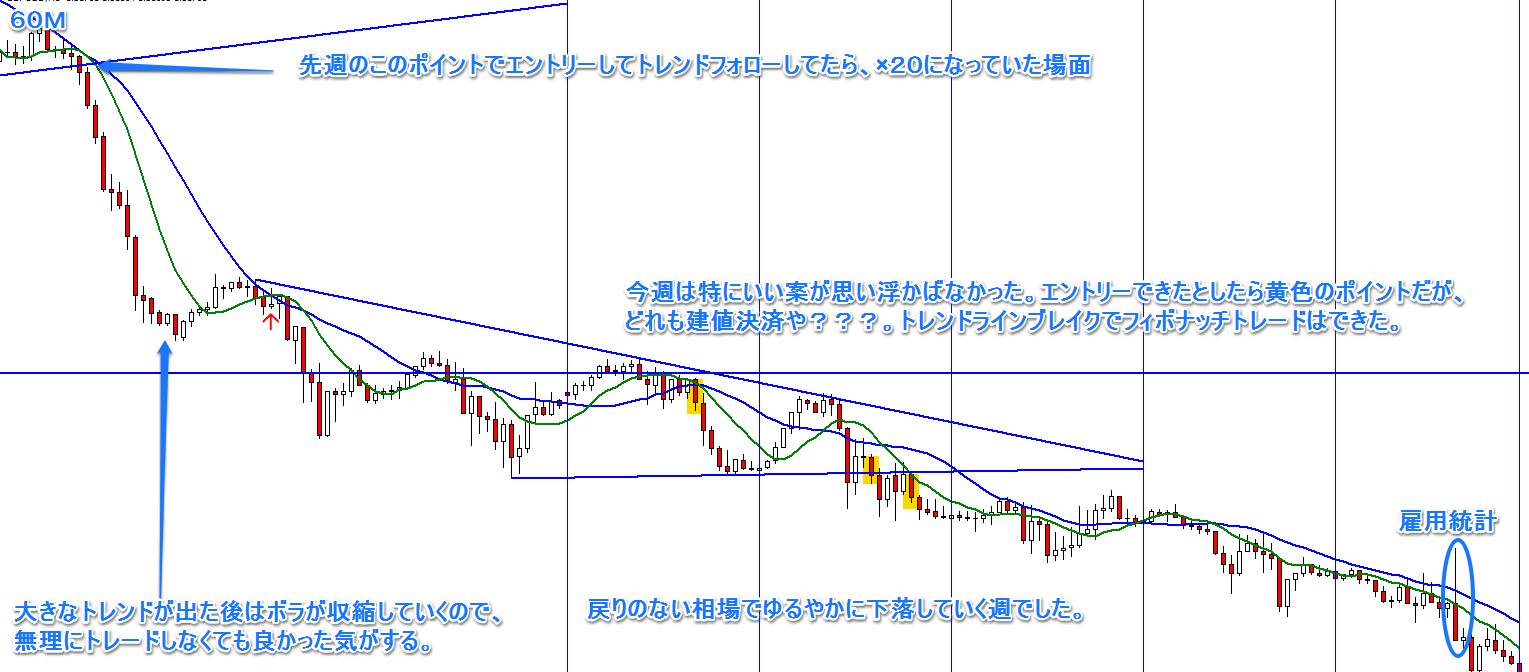 60M
先週のこのポイントでエントリーしてトレンドフォローしてたら、×20になっていた場面
今週は特にいい案が思い浮かばなかった。エントリーできたとしたら黄色のポイントだが、
どれも建値決済や？？？。トレンドラインブレイクでフィボナッチトレードはできた。
雇用統計
大きなトレンドが出た後はボラが収縮していくので、
無理にトレードしなくても良かった気がする。
戻りのない相場でゆるやかに下落していく週でした。